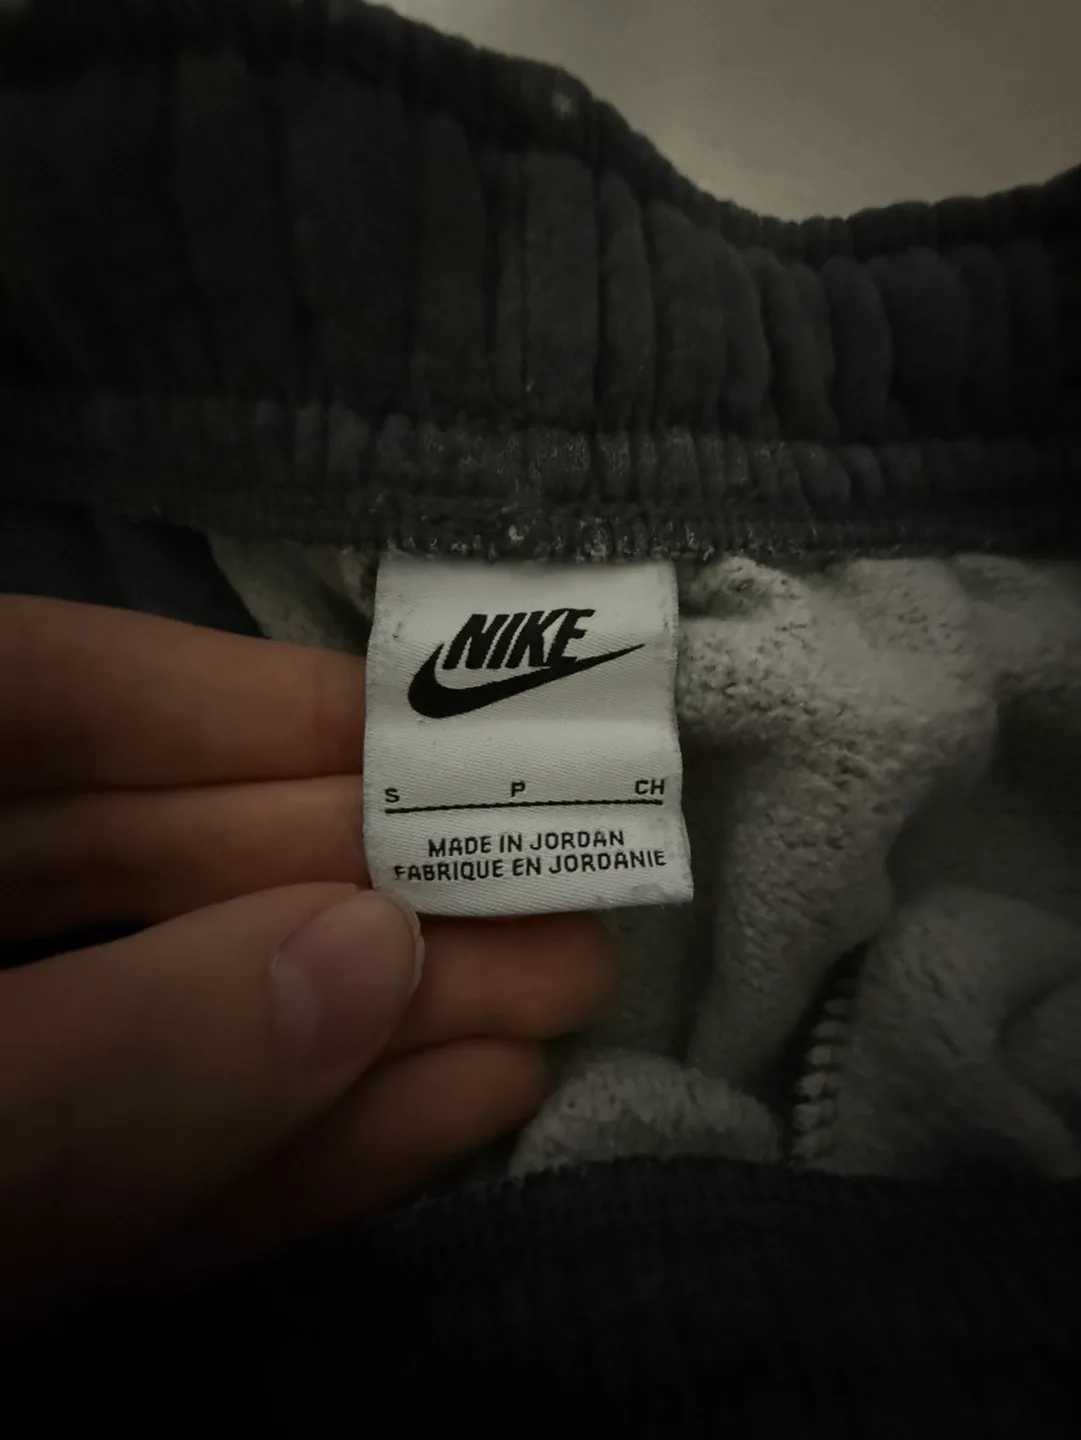 NIKE
S P CH
MADE IN JORDAN
FABRIQUE EN JORDANIE